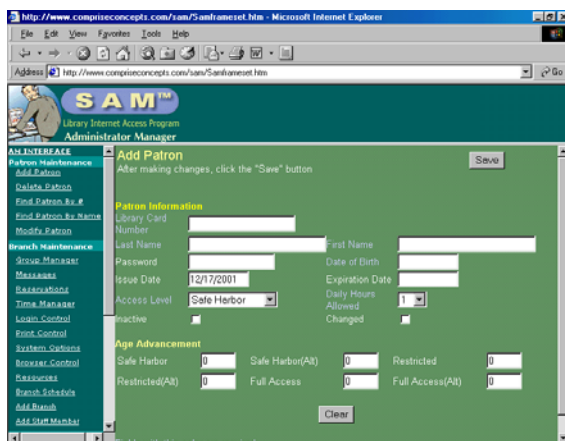 http://www.compriseconcepts.com/sam/Samframeset.htm - Microsoft Internet Explorer
File Edit View Favorites Tools Help
Address http://www.compriseconcepts.com/sam/Samframeset.htm Go
SAM™
Library Internet Access Program
Administrator Manager
AM INTERFACE
Patron Maintenance
Add Patron
Delete Patron
Find Patron By #
Find Patron By Name
Modify Patron
Branch Maintenance
Group Manager
Messages
Reservations
Time Manager
Login Control
Print Control
System Options
Browser Control
Resources
Branch Schedule
Add Branch
Add Staff Member
Add Patron
Save
After making changes, click the "Save" button
Patron Information
Library Card Number
Last Name First Name
Password Date of Birth
Issue Date 12/17/2001 Expiration Date
Access Level Safe Harbor Daily Hours Allowed 1
Inactive Changed
Age Advancement
Safe Harbor 0 Safe Harbor(Alt) 0 Restricted 0
Restricted(Alt) 0 Full Access 0 Full Access(Alt) 0
Clear